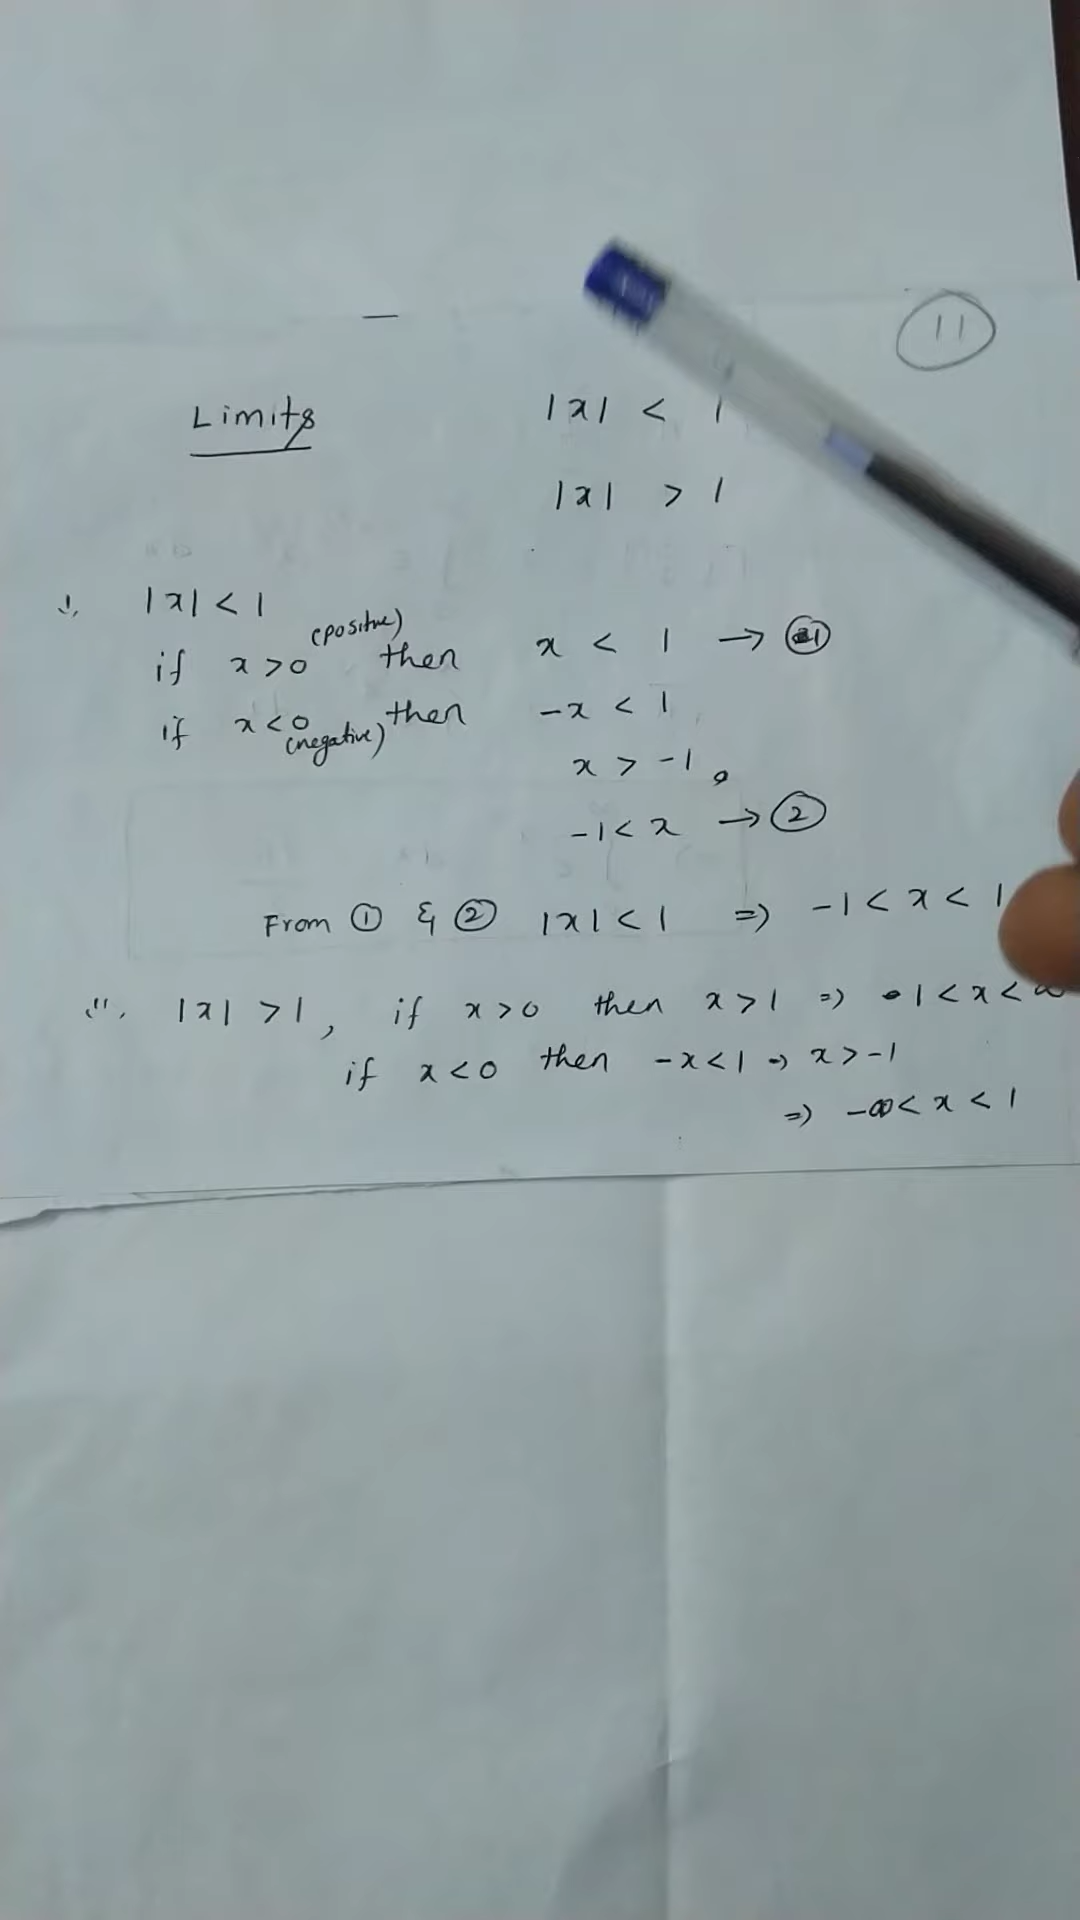 11
Limits
|x| < 1
|x| > 1
i, |x| < 1
if x > 0 (positive) then x < 1 → ①
if x < 0 (negative) then -x < 1
x > -1,
-1 < x → ②
From ① & ② |x| < 1 => -1 < x < 1
ii, |x| > 1, if x > 0 then x > 1 => 1 < x < ∞
if x < 0 then -x < 1 => x > -1
=> -∞ < x < 1